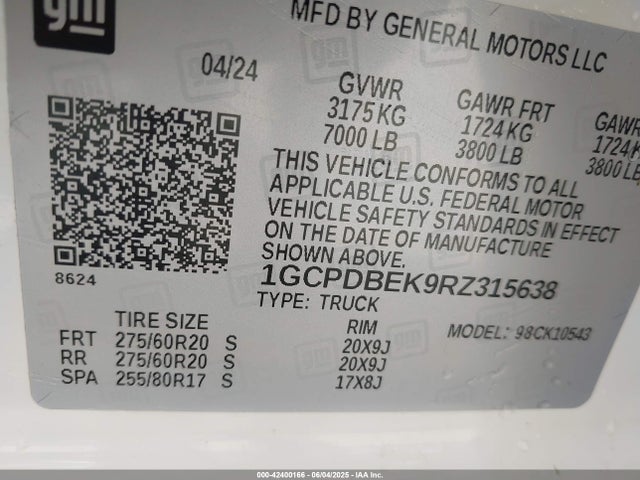 gm
MFD BY GENERAL MOTORS LLC
04/24
GVWR GAWR FRT GAWR
3175 KG 1724 KG 1724
7000 LB 3800 LB 3800 LB
THIS VEHICLE CONFORMS TO ALL
APPLICABLE U.S. FEDERAL MOTOR
VEHICLE SAFETY STANDARDS IN EFFECT
ON THE DATE OF MANUFACTURE
SHOWN ABOVE.
8624
1GCPDBEK9RZ315638
TYPE: TRUCK
TIRE SIZE RIM MODEL: 98CK10543
FRT 275/60R20 S 20X9J
RR 275/60R20 S 20X9J
SPA 255/80R17 S 17X8J
000-42400166 - 06/04/2025 - IAA Inc.